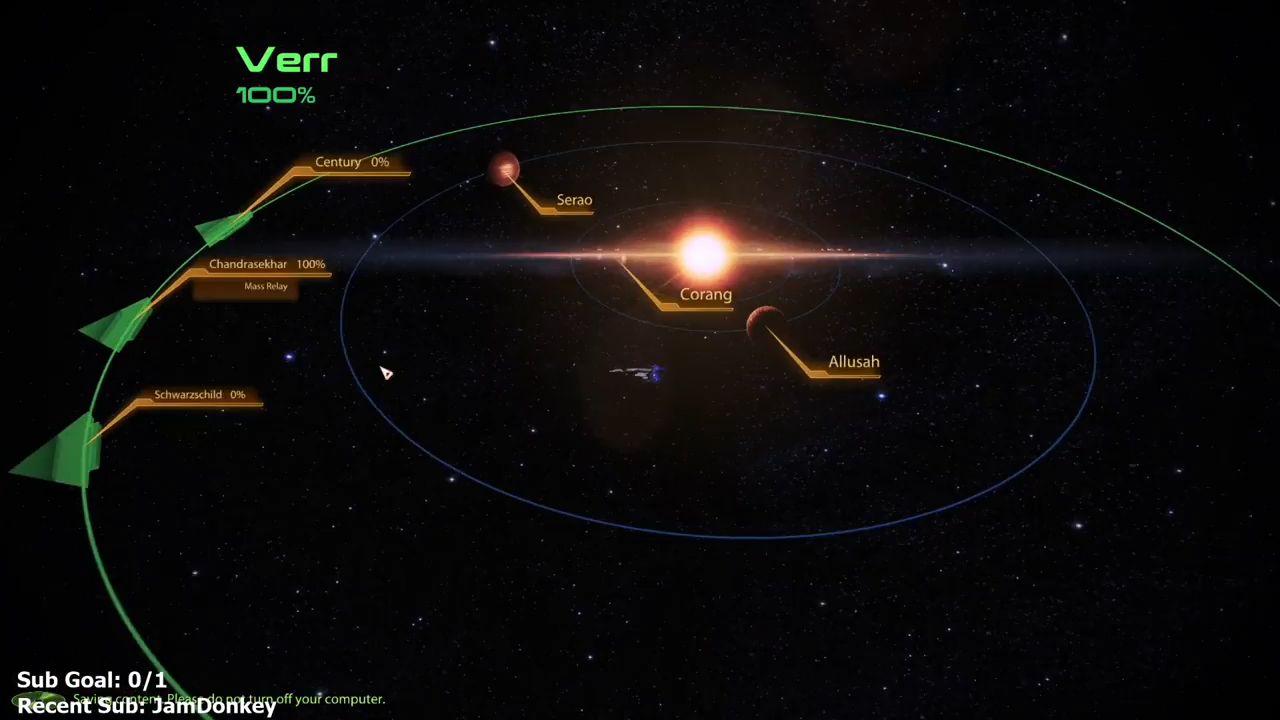 Verr
100%
Century 0%
Serao
Chandrasekhar 100%
Mass Relay
Corang
Allusah
Schwarzschild 0%
Sub Goal: 0/1
Saving content. Please do not turn off your computer.
Recent Sub: JamDonkey